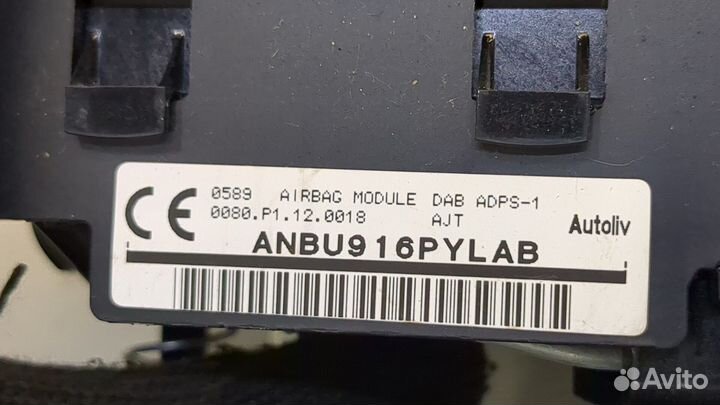 CE 0589 AIRBAG MODULE DAB ADPS-1
0080.P1.12.0018 AJT Autoliv
ANBU916PYLAB
Avito